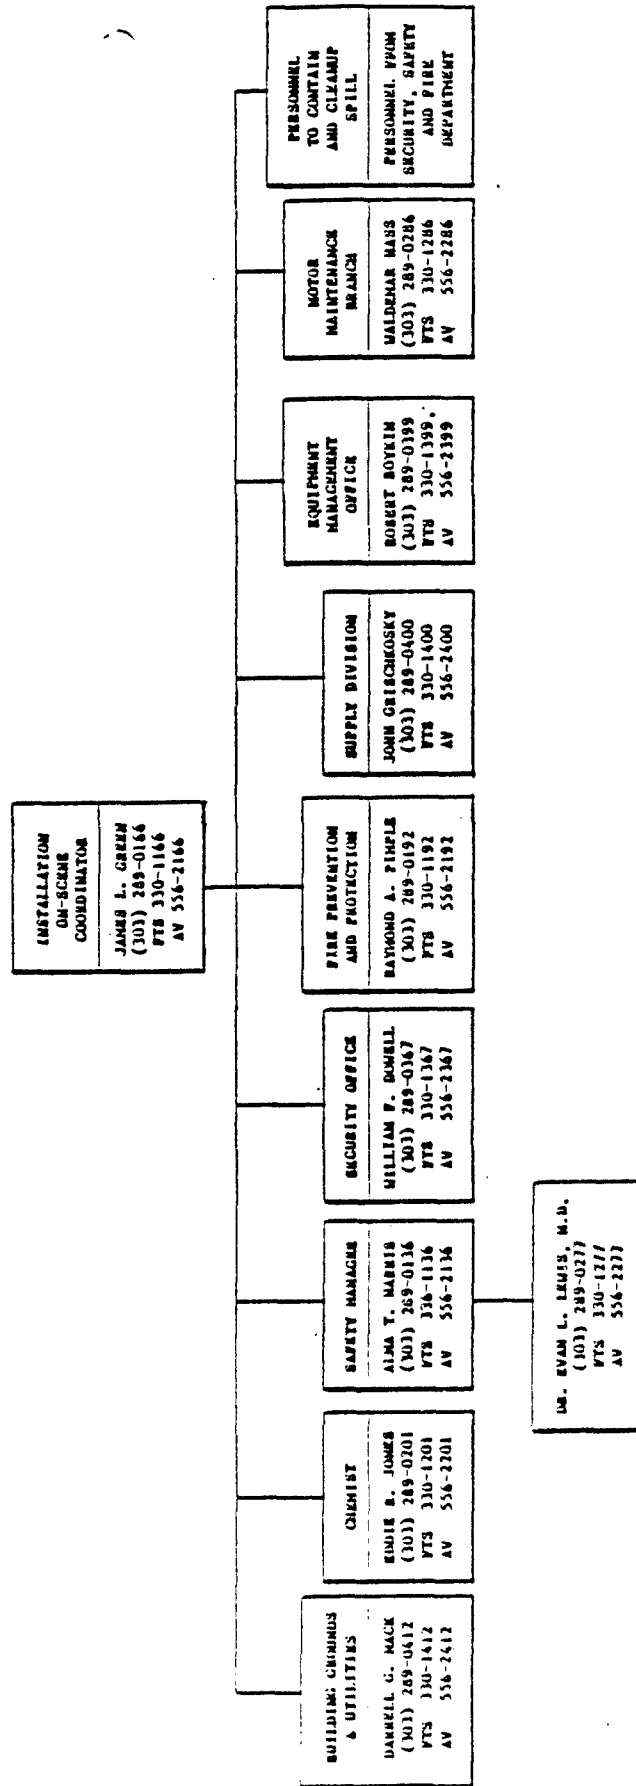 INSTALLATION
ON-SCENE
COORDINATOR
JAMES L. GREEN
(303) 289-0166
FTS 330-1166
AV 556-2166
BUILDING GROUNDS
& UTILITIES
DARRELL G. MACK
(303) 289-0412
FTS 330-1412
AV 556-2412
CHEMIST
EDDIE R. JONES
(303) 289-0201
FTS 330-1201
AV 556-2201
SAFETY MANAGER
ALMA T. HARRIS
(303) 269-0136
FTS 336-1136
AV 556-2136
DR. EVAN L. LEWIS, M.D.
(303) 289-0277
FTS 330-1277
AV 556-2277
SECURITY OFFICE
WILLIAM F. DOWELL
(303) 289-0367
FTS 330-1367
AV 556-2367
FIRE PREVENTION
AND PROTECTION
RAYMOND A. PIMPLE
(303) 289-0192
FTS 330-1192
AV 556-2192
SUPPLY DIVISION
JOHN GRISCHKOSKY
(303) 289-0400
FTS 330-1400
AV 556-2400
EQUIPMENT
MANAGEMENT
OFFICE
ROBERT BOYKIN
(303) 289-0399
FTS 330-1399
AV 556-2399
MOTOR
MAINTENANCE
BRANCH
WALDEMAR HASS
(303) 289-0286
FTS 330-1286
AV 556-2286
PERSONNEL
TO CONTAIN
AND CLEANUP
SPILL
PERSONNEL FROM
SECURITY, SAFETY
AND FIRE
DEPARTMENT